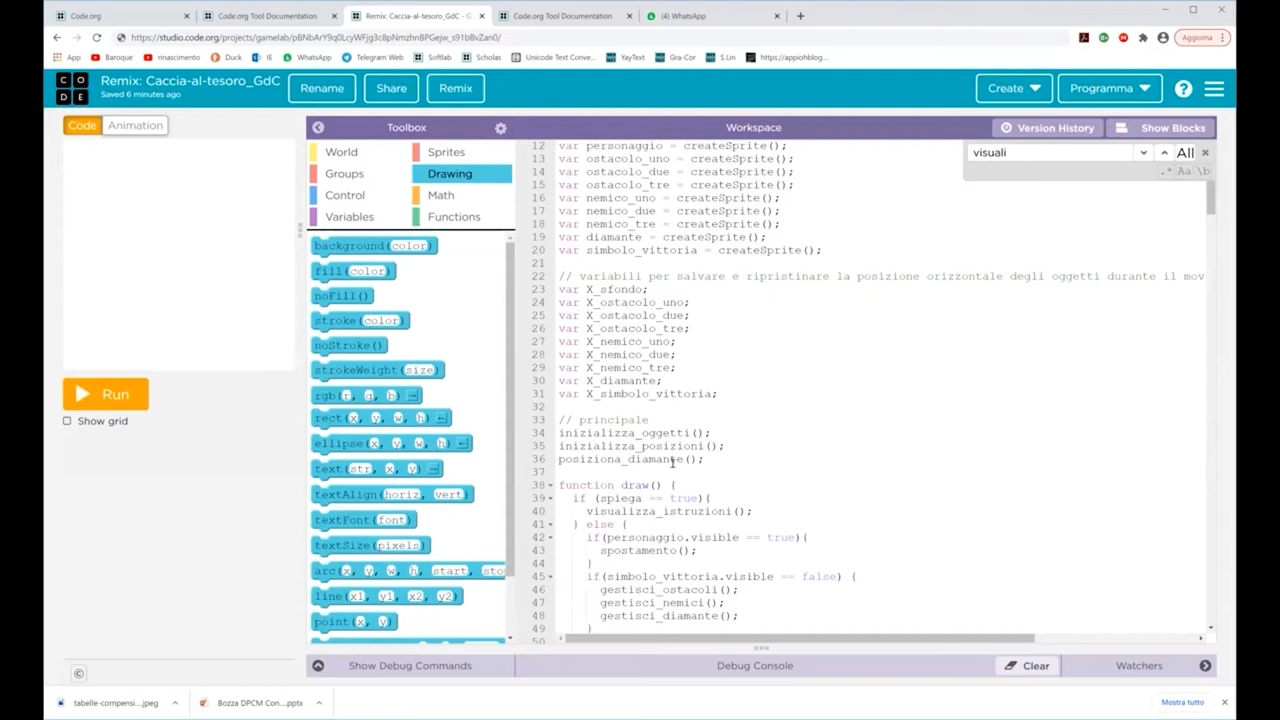 Code.org
Code.org Tool Documentation
Remix: Caccia-al-tesoro_GdC - C
Code.org Tool Documentation
(4) WhatsApp
Aggiorna
App
Baroque
rinascimento
Duck
IE
WhatsApp
Telegram Web
Softlab
Scholas
Unicode Text Conve...
YayText
Gra-Cor
S.Lin
https://appiohblog...
CODE
Remix: Caccia-al-tesoro_GdC
Saved 6 minutes ago
Rename
Share
Remix
Create
Programma
Code
Animation
Toolbox
Workspace
Version History
Show Blocks
World
Sprites
Groups
Drawing
Control
Math
Variables
Functions
background(color)
fill(color)
noFill()
stroke(color)
noStroke()
strokeWeight(size)
rgb(r, g, b)
rect(x, y, w, h)
ellipse(x, y, w, h)
text(str, x, y)
textAlign(horiz, vert)
textFont(font)
textSize(pixels)
arc(x, y, w, h, start, sto
line(x1, y1, x2, y2)
point(x, y)
Run
Show grid
visuali
All
.* Aa \b
12 var personaggio = createSprite();
13 var ostacolo_uno = createSprite();
14 var ostacolo_due = createSprite();
15 var ostacolo_tre = createSprite();
16 var nemico_uno = createSprite();
17 var nemico_due = createSprite();
18 var nemico_tre = createSprite();
19 var diamante = createSprite();
20 var simbolo_vittoria = createSprite();
21
22 // variabili per salvare e ripristinare la posizione orizzontale degli oggetti durante il mov
23 var X_sfondo;
24 var X_ostacolo_uno;
25 var X_ostacolo_due;
26 var X_ostacolo_tre;
27 var X_nemico_uno;
28 var X_nemico_due;
29 var X_nemico_tre;
30 var X_diamante;
31 var X_simbolo_vittoria;
32
33 // principale
34 inizializza_oggetti();
35 inizializza_posizioni();
36 posiziona_diamante();
37
38 function draw() {
39 if (spiega == true){
40 visualizza_istruzioni();
41 } else {
42 if(personaggio.visible == true){
43 spostamento();
44 }
45 if(simbolo_vittoria.visible == false) {
46 gestisci_ostacoli();
47 gestisci_nemici();
48 gestisci_diamante();
49 }
50
Show Debug Commands
Debug Console
Clear
Watchers
tabelle-compensi....jpeg
Bozza DPCM Con....pptx
Mostra tutto